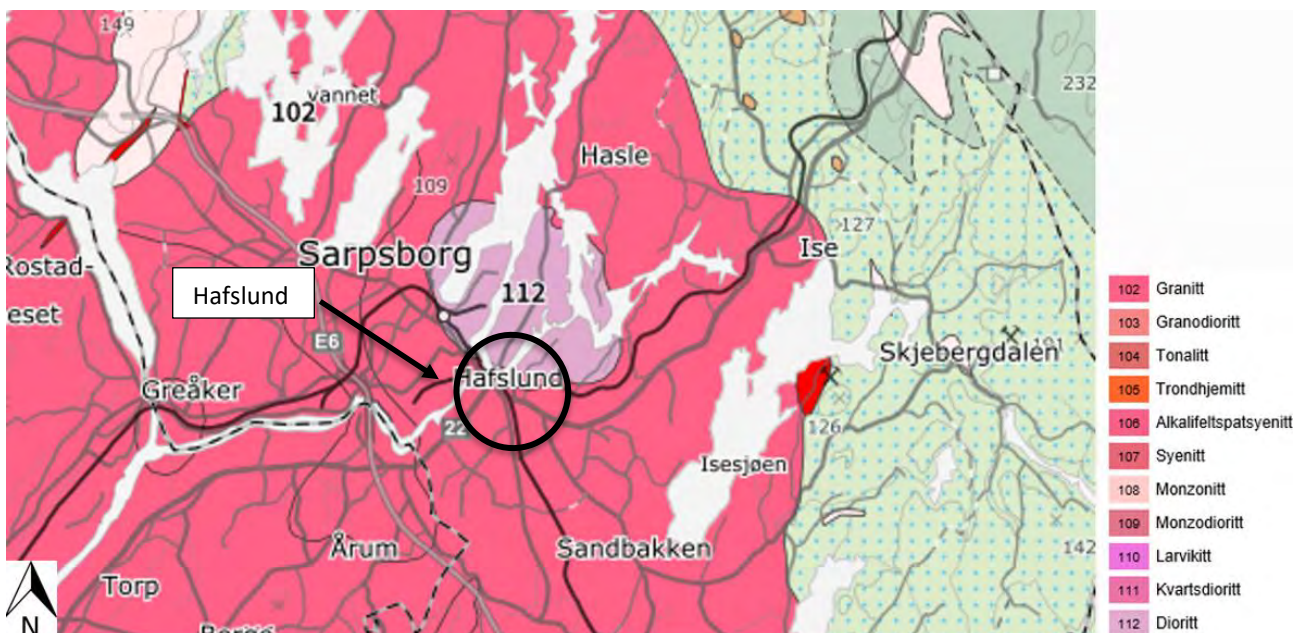 149
102
vannet
Hasle
232
109
127
Sarpsborg
Ise
Rostad-
Hafslund
112
eset
E6
Skjebergdalen
101
Hafslund
Greåker
22
126
Isesjøen
Årum
Sandbakken
142
Torp
N
102 Granitt
103 Granodioritt
104 Tonalitt
105 Trondhjemitt
106 Alkalifeltspatsyenitt
107 Syenitt
108 Monzonitt
109 Monzodioritt
110 Larvikitt
111 Kvartsdioritt
112 Dioritt